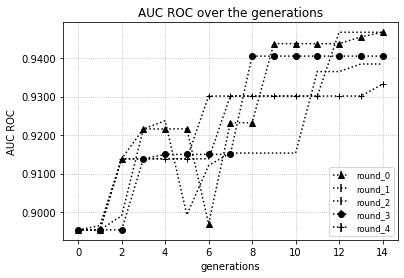 AUC ROC over the generations
0.9400
0.9300
0.9200
0.9100
0.9000
AUC ROC
0 2 4 6 8 10 12 14
generations
round_0
round_1
round_2
round_3
round_4